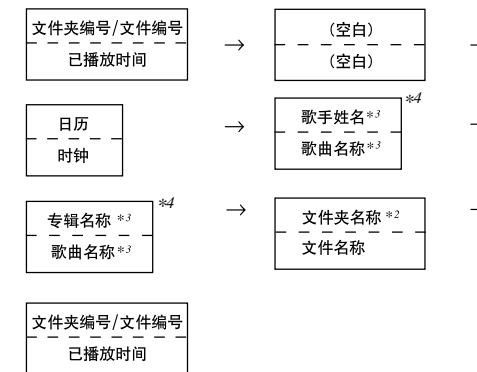 文件夹编号/文件编号 → (空白) →
已播放时间 (空白)
日历 → 歌手姓名*3 *4 →
时钟 歌曲名称*3
专辑名称 *3 *4 → 文件夹名称 *2 →
歌曲名称*3 文件名称
文件夹编号/文件编号
已播放时间